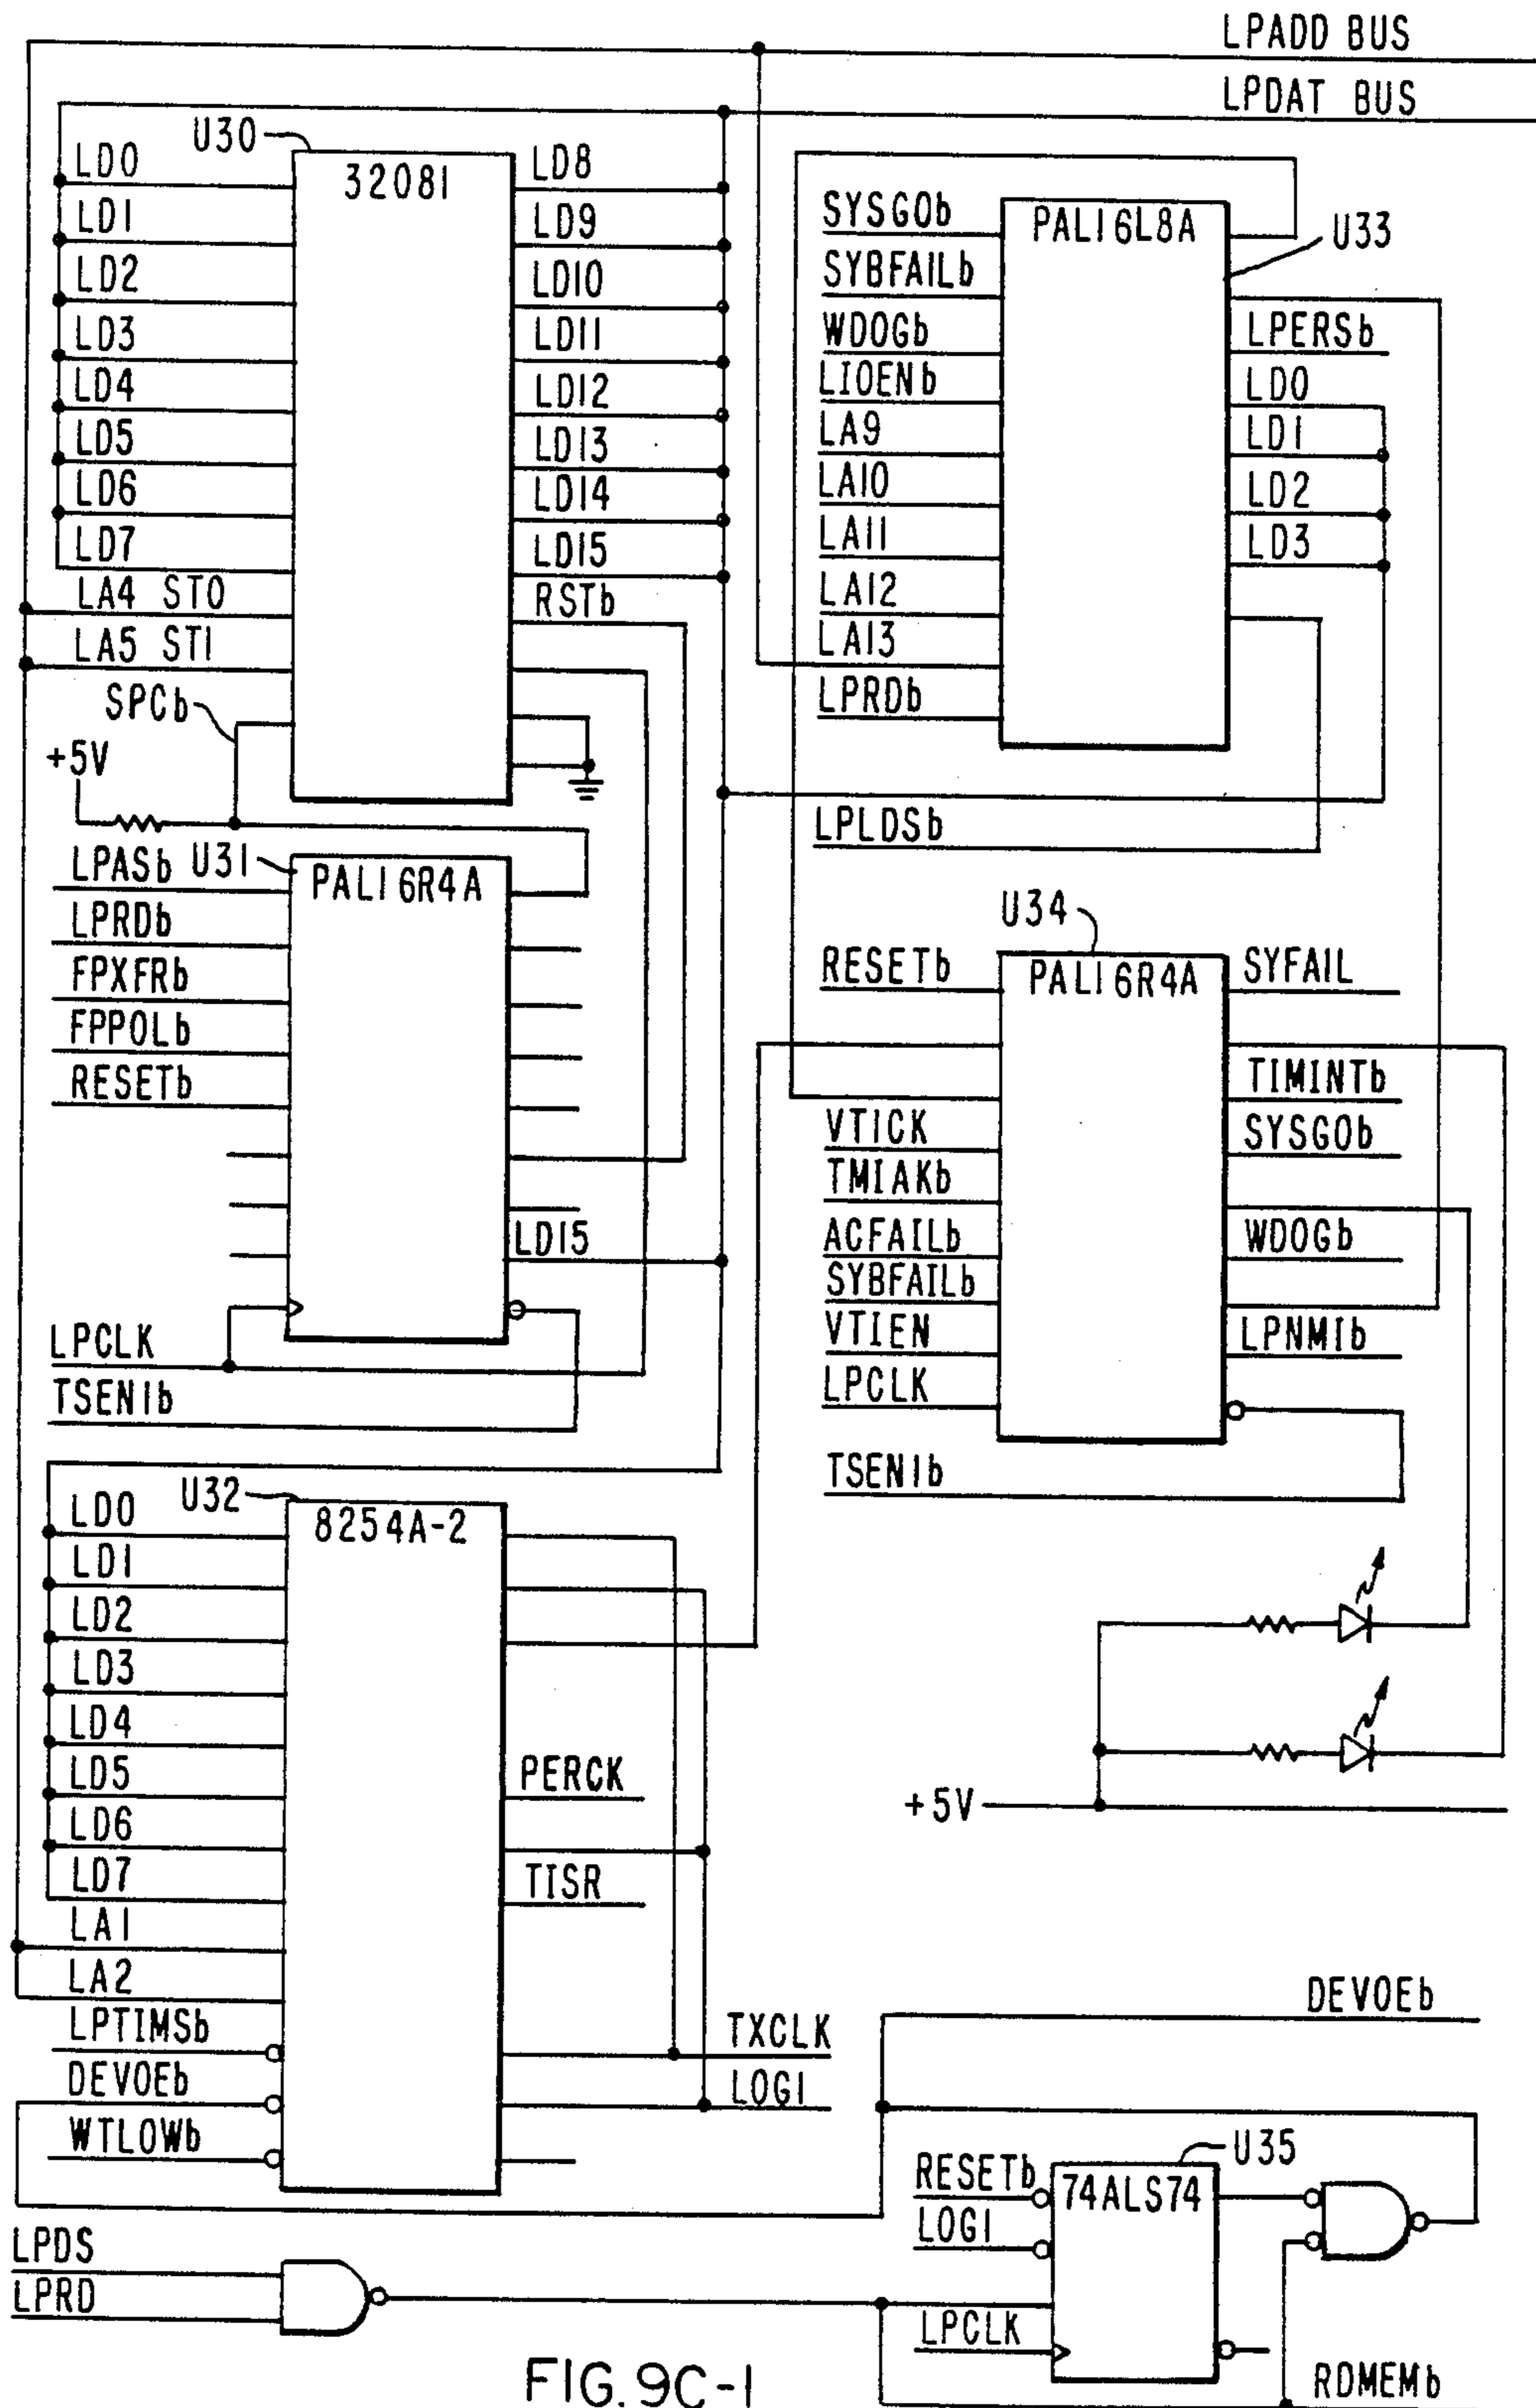 LPADD BUS
LPDAT BUS
U30
32081
LD0
LD1
LD2
LD3
LD4
LD5
LD6
LD7
LA4 ST0
LA5 ST1
SPCb
+5V
LD8
LD9
LD10
LD11
LD12
LD13
LD14
LD15
RSTb
U31
PAL16R4A
LPASb
LPRDb
FPXFRb
FPPOLb
RESETb
LPCLK
TSEN1b
LD15
U32
8254A-2
LD0
LD1
LD2
LD3
LD4
LD5
LD6
LD7
LA1
LA2
LPTIMSb
DEVOEb
WTLOWb
PERCK
TISR
TXCLK
LOG1
LPDS
LPRD
U33
PAL16L8A
SYSGOb
SYBFAILb
WDOGb
LIOENb
LA9
LA10
LA11
LA12
LA13
LPRDb
LPERSb
LD0
LD1
LD2
LD3
LPLDSb
U34
PAL16R4A
RESETb
VTICK
TMIAKb
ACFAILb
SYBFAILb
VTIEN
LPCLK
TSEN1b
SYFAIL
TIMINTb
SYSGOb
WDOGb
LPNMIb
+5V
DEVOEb
U35
74ALS74
RESETb
LOG1
LPCLK
RDMEMb
FIG. 9C-1